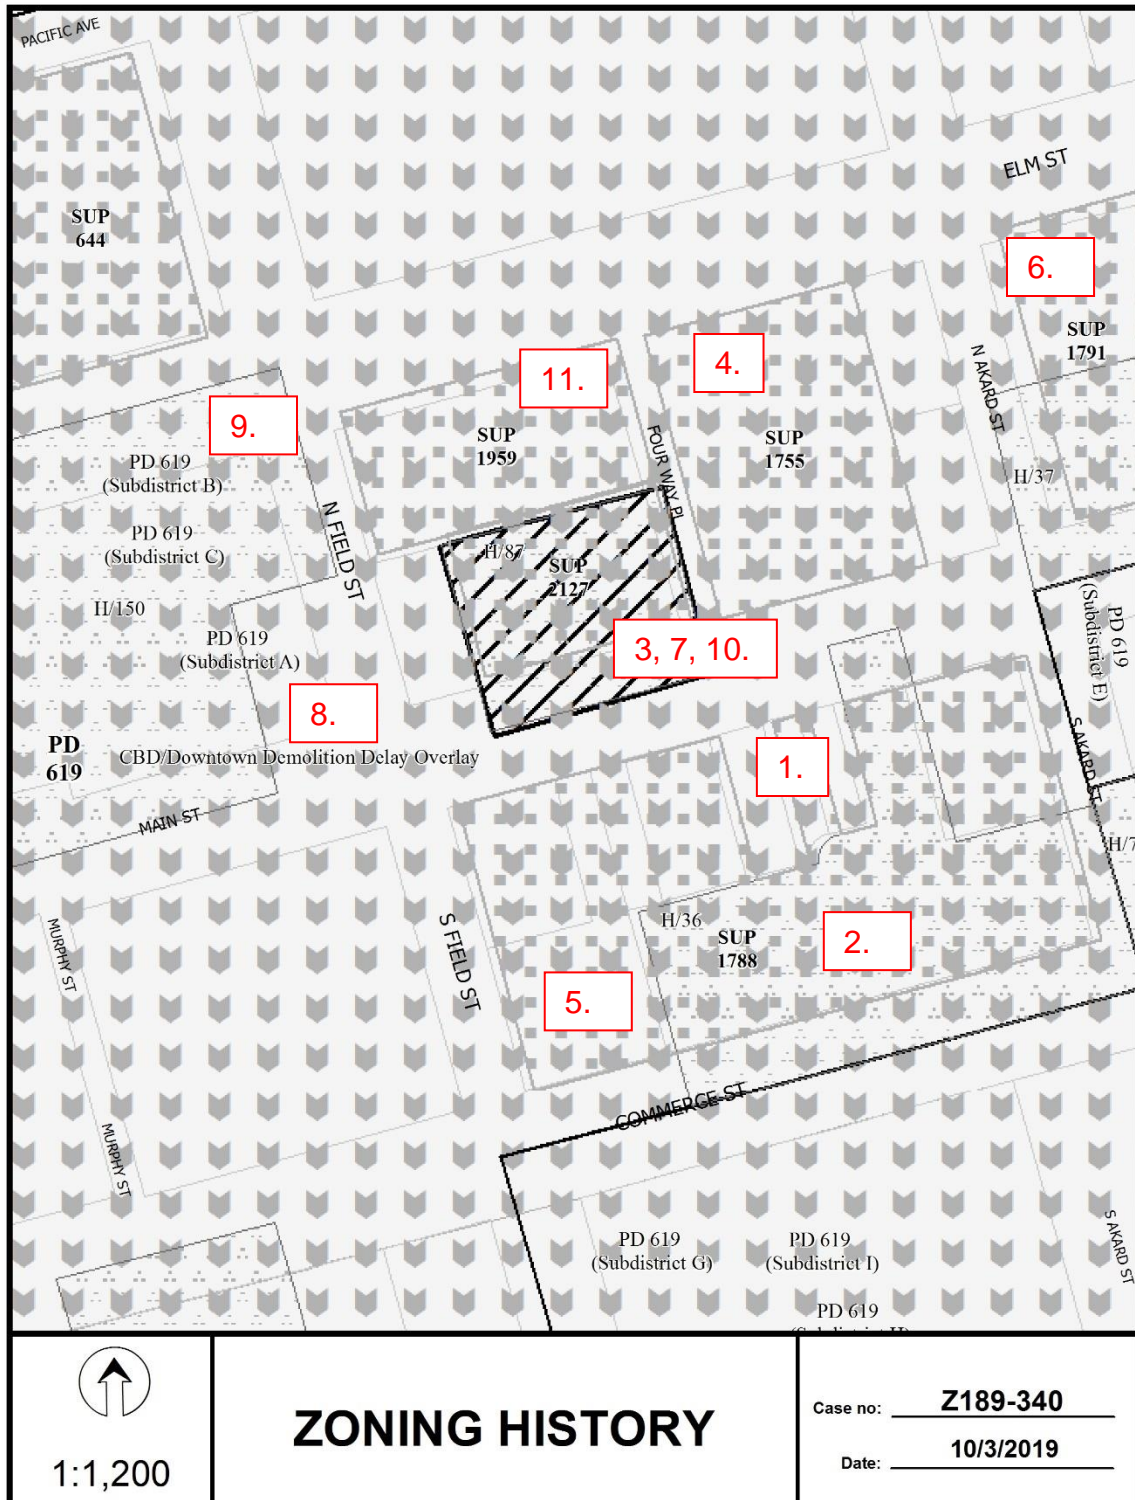 PACIFIC AVE
ELM ST
SUP
644
6.
SUP
1791
11.
4.
N AKARD ST
9.
SUP
1959
FOUR WAY PL
SUP
1755
PD 619
(Subdistrict B)
H/37
N FIELD ST
PD 619
(Subdistrict C)
H/87
SUP
2127
H/150
PD 619
(Subdistrict E)
PD 619
(Subdistrict A)
3, 7, 10.
8.
PD
619
CBD/Downtown Demolition Delay Overlay
1.
S AKARD ST
MAIN ST
H/7
MURPHY ST
S FIELD ST
H/36
SUP
1788
2.
5.
COMMERCE ST
MURPHY ST
S AKARD ST
PD 619
(Subdistrict G)
PD 619
(Subdistrict I)
PD 619
1:1,200
ZONING HISTORY
Case no: Z189-340
Date: 10/3/2019